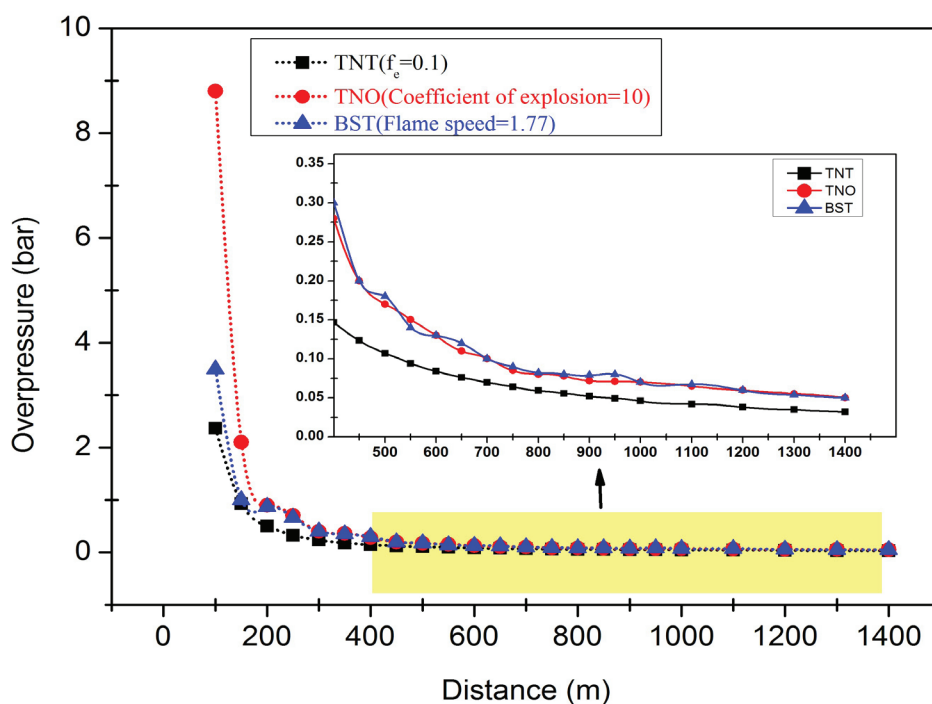 10
8
6
4
2
0
Overpressure (bar)
TNT(fe=0.1)
TNO(Coefficient of explosion=10)
BST(Flame speed=1.77)
0.35
0.30
0.25
0.20
0.15
0.10
0.05
0.00
TNT
TNO
BST
500 600 700 800 900 1000 1100 1200 1300 1400
0 200 400 600 800 1000 1200 1400
Distance (m)